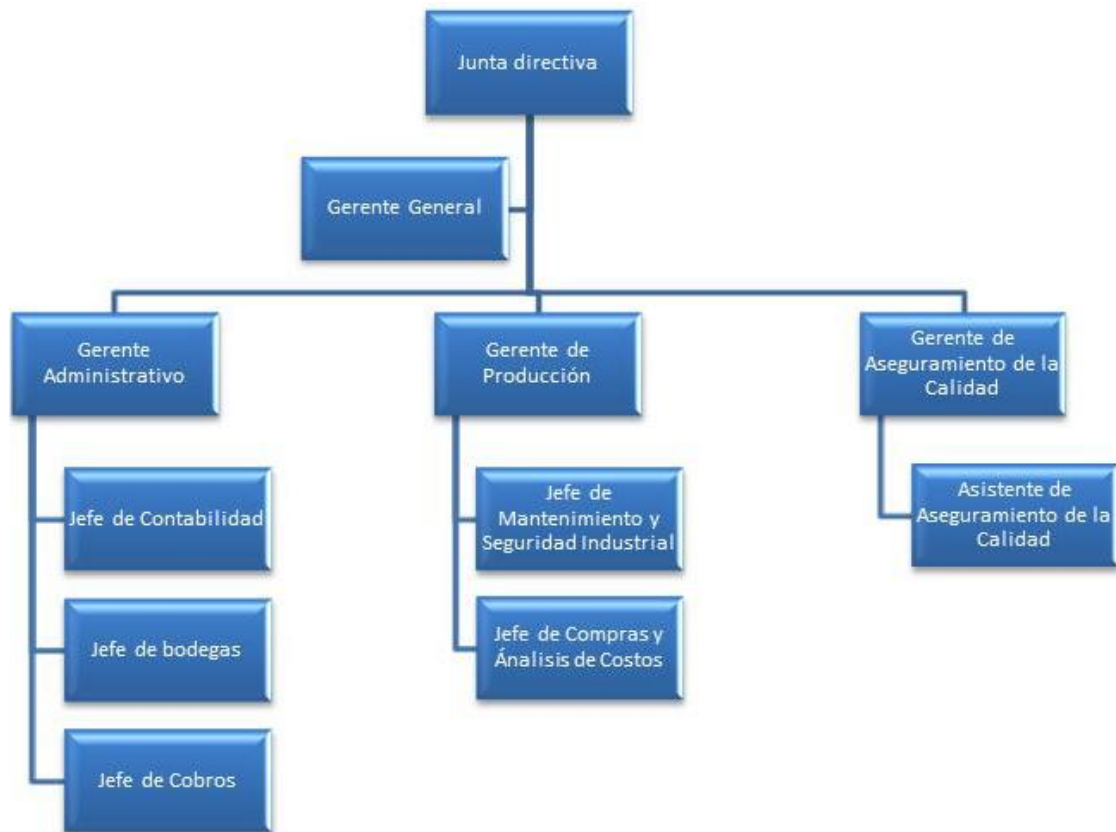 Junta directiva
Gerente General
Gerente
Administrativo
Gerente de
Producción
Gerente de
Aseguramiento de la
Calidad
Jefe de Contabilidad
Jefe de
Mantenimiento y
Seguridad Industrial
Asistente de
Aseguramiento de la
Calidad
Jefe de bodegas
Jefe de Compras y
Ánalisis de Costos
Jefe de Cobros